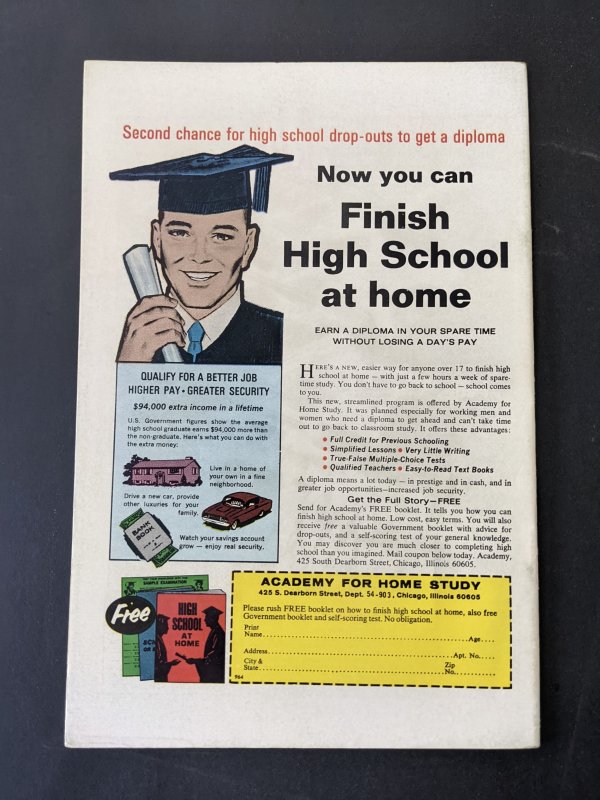 Second chance for high school drop-outs to get a diploma
Now you can
Finish
High School
at home
EARN A DIPLOMA IN YOUR SPARE TIME
WITHOUT LOSING A DAY'S PAY
HERE'S A NEW, easier way for anyone over 17 to finish high
school at home — with just a few hours a week of spare-
time study. You don't have to go back to school — school comes
to you.
This new, streamlined program is offered by Academy for
Home Study. It was planned especially for working men and
women who need a diploma to get ahead and can't take time
out to go back to classroom study. It offers these advantages:
• Full Credit for Previous Schooling
• Simplified Lessons • Very Little Writing
• True-False Multiple-Choice Tests
• Qualified Teachers • Easy-to-Read Text Books
A diploma means a lot today — in prestige and in cash, and in
greater job opportunities—increased job security.
Get the Full Story—FREE
Send for Academy's FREE booklet. It tells you how you can
finish high school at home. Low cost, easy terms. You will also
receive free a valuable Government booklet with advice for
drop-outs, and a self-scoring test of your general knowledge.
You may discover you are much closer to completing high
school than you imagined. Mail coupon below today. Academy,
425 South Dearborn Street, Chicago, Illinois 60605.
QUALIFY FOR A BETTER JOB
HIGHER PAY • GREATER SECURITY
$94,000 extra income in a lifetime
U.S. Government figures show the average
high school graduate earns $94,000 more than
the non-graduate. Here's what you can do with
the extra money:
Live in a home of
your own in a fine
neighborhood.
Drive a new car, provide
other luxuries for your
family.
BANK
BOOK
Watch your savings account
grow — enjoy real security.
Free
SAMPLE EXAMINATION
HIGH
SCHOOL
AT
HOME
ACADEMY FOR HOME STUDY
425 S. Dearborn Street, Dept. 54-903, Chicago, Illinois 60605
Please rush FREE booklet on how to finish high school at home, also free
Government booklet and self-scoring test. No obligation.
Print
Name Age
Address Apt. No.
City & Zip
State No.
964